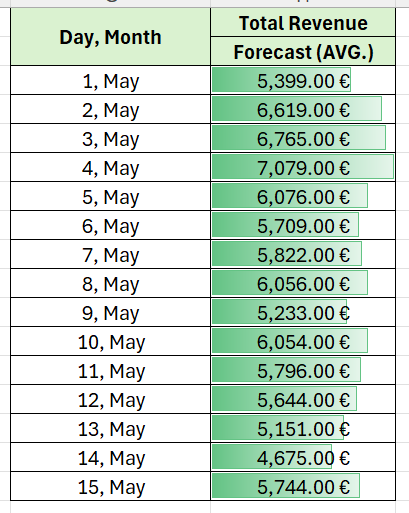 Day, Month
Total Revenue
Forecast (AVG.)
1, May 5,399.00 €
2, May 6,619.00 €
3, May 6,765.00 €
4, May 7,079.00 €
5, May 6,076.00 €
6, May 5,709.00 €
7, May 5,822.00 €
8, May 6,056.00 €
9, May 5,233.00 €
10, May 6,054.00 €
11, May 5,796.00 €
12, May 5,644.00 €
13, May 5,151.00 €
14, May 4,675.00 €
15, May 5,744.00 €